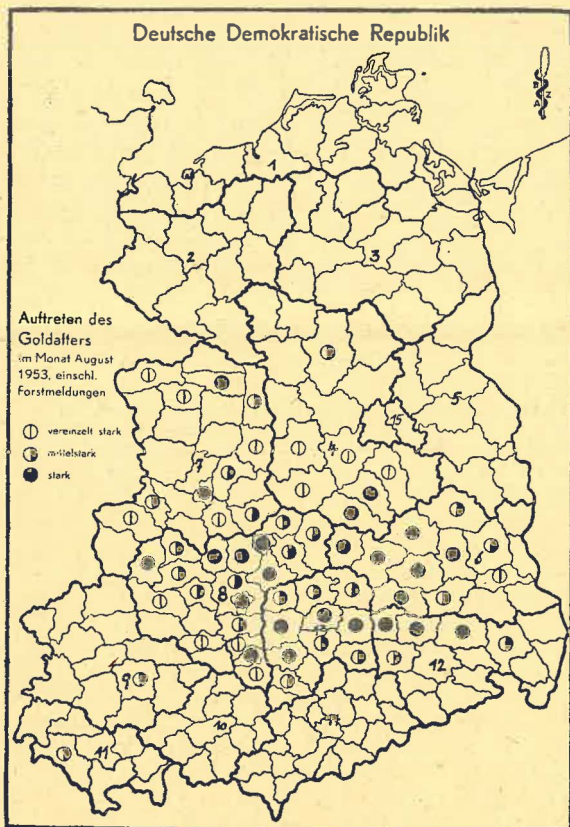 Deutsche Demokratische Republik
1
2
3
Auftreten des
Goldafters
im Monat August
1953, einschl.
Forstmeldungen
vereinzelt stark
mittelstark
stark
5
15
4
7
6
8
12
9
10
11